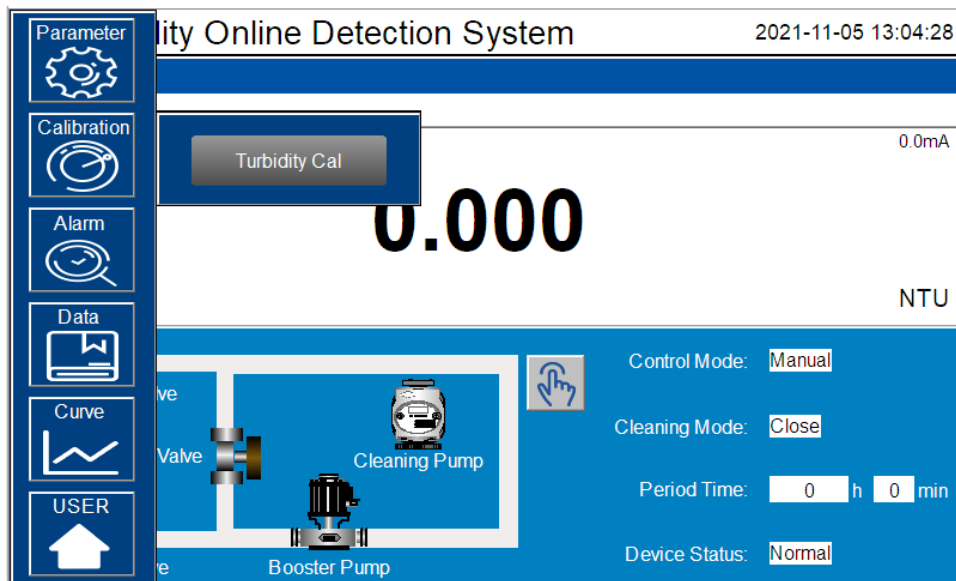 Parameter
lity Online Detection System
2021-11-05 13:04:28
Calibration
Turbidity Cal
0.0mA
0.000
Alarm
NTU
Data
Control Mode: Manual
ve
Curve
Cleaning Mode: Close
Valve
Cleaning Pump
Period Time: 0 h 0 min
USER
Device Status: Normal
e
Booster Pump